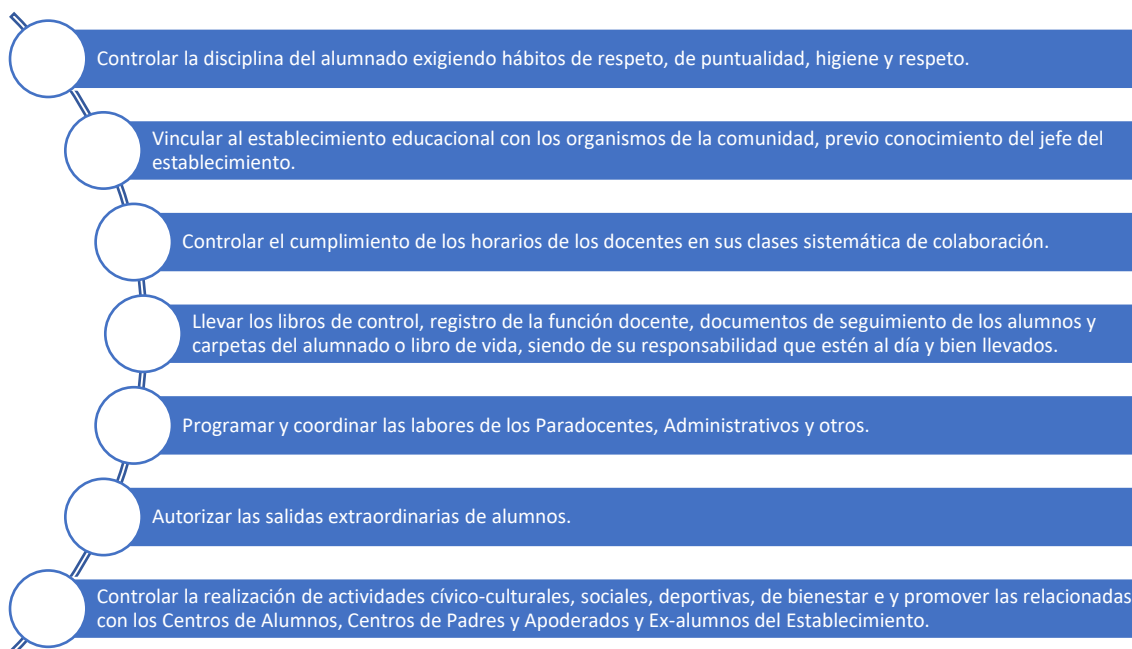 Controlar la disciplina del alumnado exigiendo hábitos de respeto, de puntualidad, higiene y respeto.
Vincular al establecimiento educacional con los organismos de la comunidad, previo conocimiento del jefe del
establecimiento.
Controlar el cumplimiento de los horarios de los docentes en sus clases sistemática de colaboración.
Llevar los libros de control, registro de la función docente, documentos de seguimiento de los alumnos y
carpetas del alumnado o libro de vida, siendo de su responsabilidad que estén al día y bien llevados.
Programar y coordinar las labores de los Paradocentes, Administrativos y otros.
Autorizar las salidas extraordinarias de alumnos.
Controlar la realización de actividades cívico-culturales, sociales, deportivas, de bienestar e y promover las relacionadas
con los Centros de Alumnos, Centros de Padres y Apoderados y Ex-alumnos del Establecimiento.